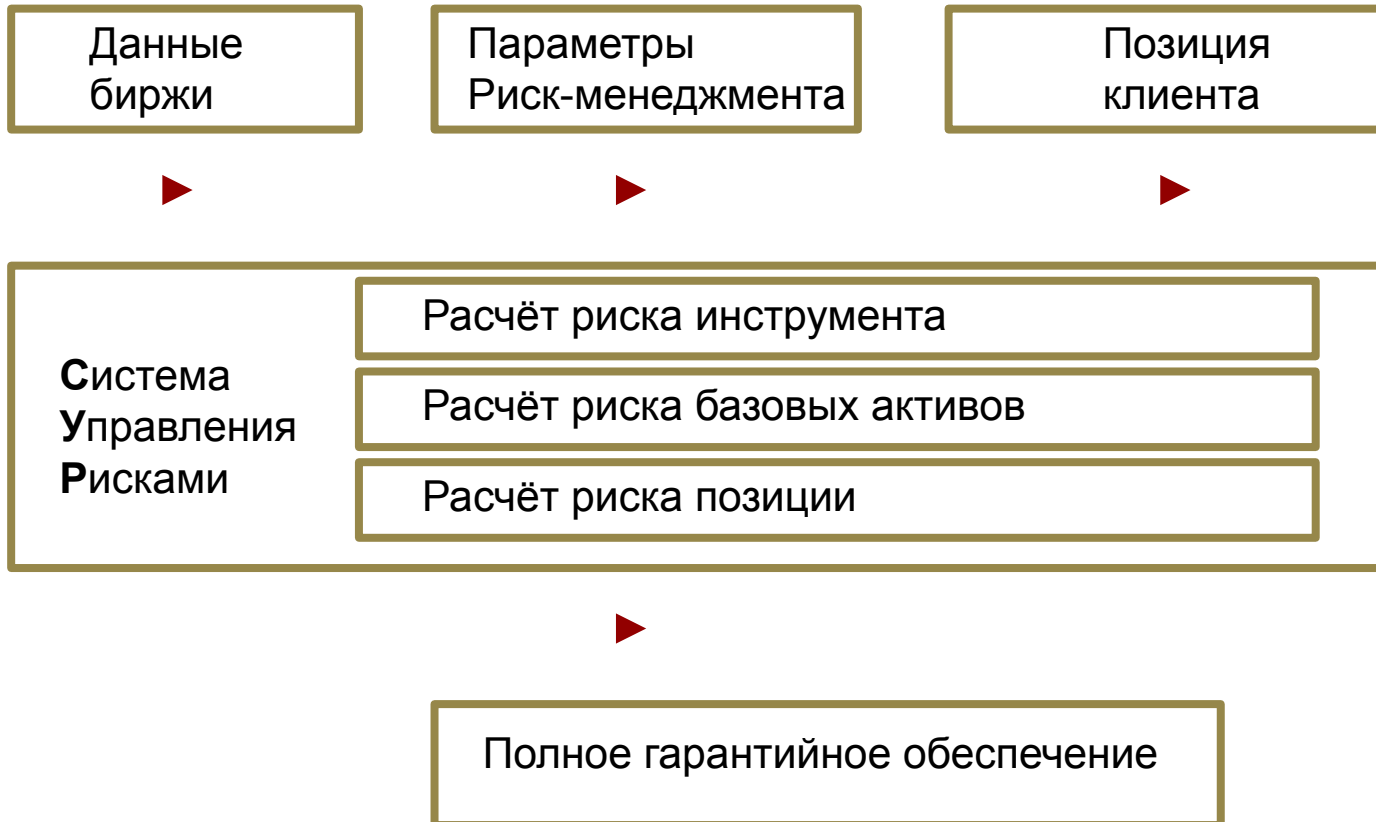 Данные
биржи
Параметры
Риск-менеджмента
Позиция
клиента
Система
Управления
Рисками
Расчёт риска инструмента
Расчёт риска базовых активов
Расчёт риска позиции
Полное гарантийное обеспечение